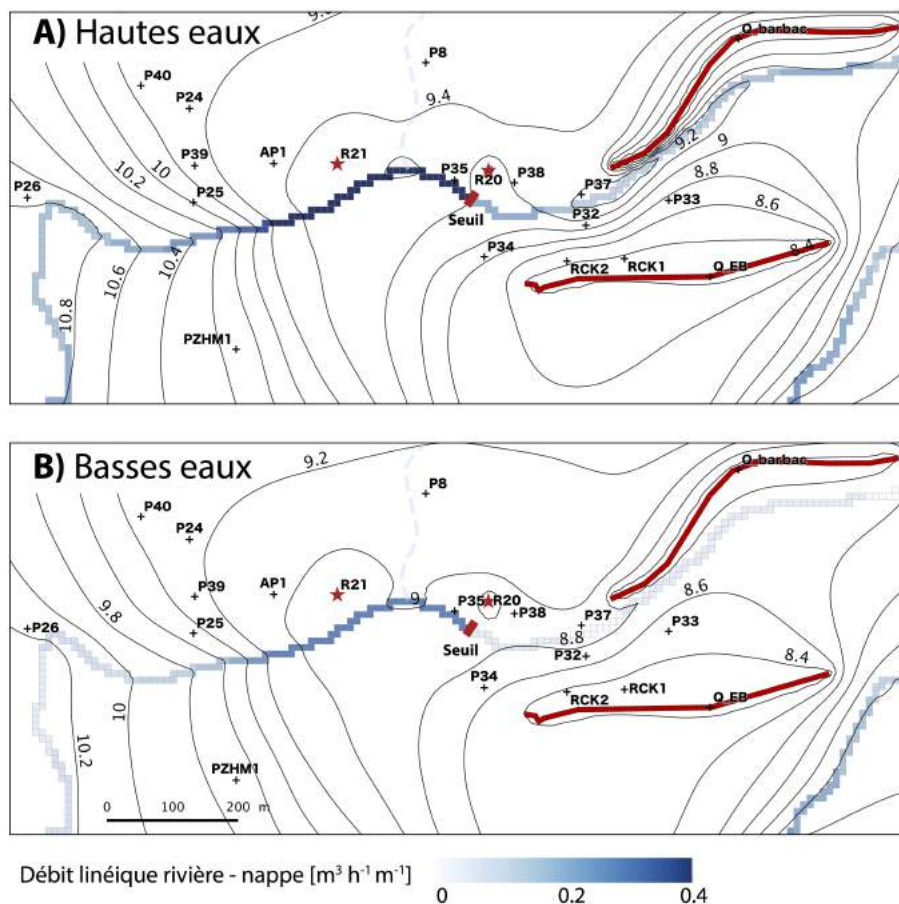 A) Hautes eaux
Q_barbac
P8
P40
P24
9.4
9.2
9
8.8
8.6
8.4
P39
AP1
R21
P35
R20
P38
P37
P33
P26
P25
10.2
10
Seuil
P32
10.4
10.6
10.8
P34
RCK2
RCK1
Q_EB
PZHM1
B) Basses eaux
9.2
Q_barbac
P8
P40
P24
P39
AP1
R21
9
P35
R20
P38
8.6
9.8
P26
P25
P37
P33
Seuil
8.8
P32
8.4
P34
RCK2
RCK1
Q_EB
10
10.2
PZHM1
0 100 200 m
Débit linéique rivière - nappe [m³ h⁻¹ m⁻¹]
0 0.2 0.4